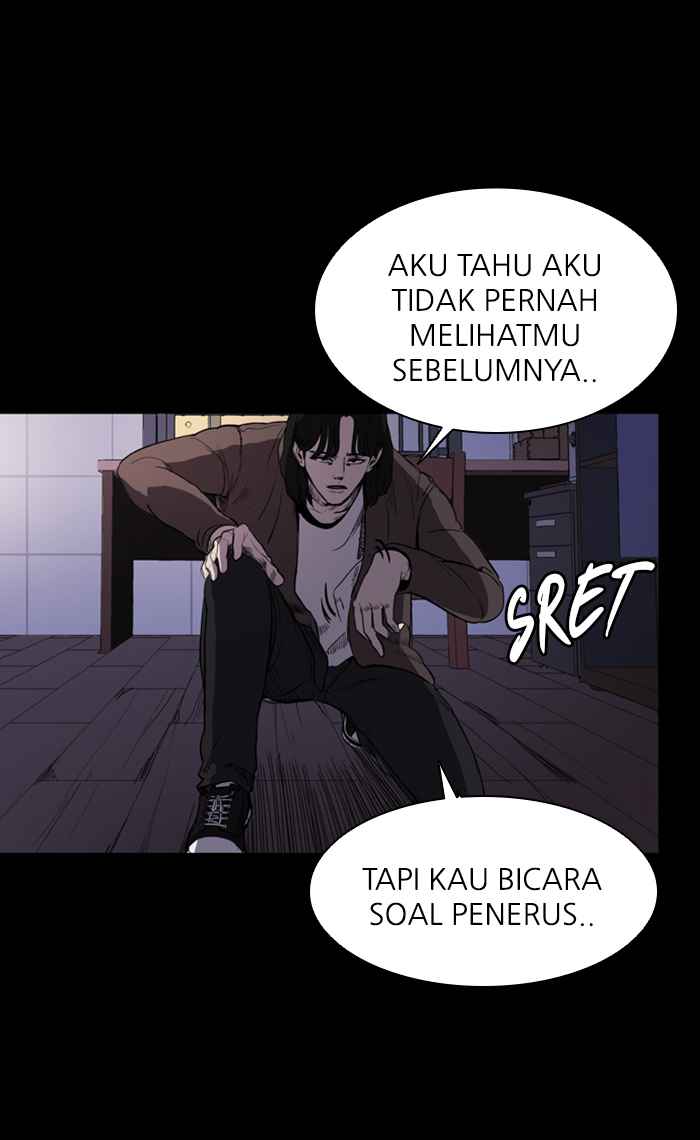 AKU TAHU AKU
TIDAK PERNAH
MELIHATMU
SEBELUMNYA..
SRET
TAPI KAU BICARA
SOAL PENERUS..